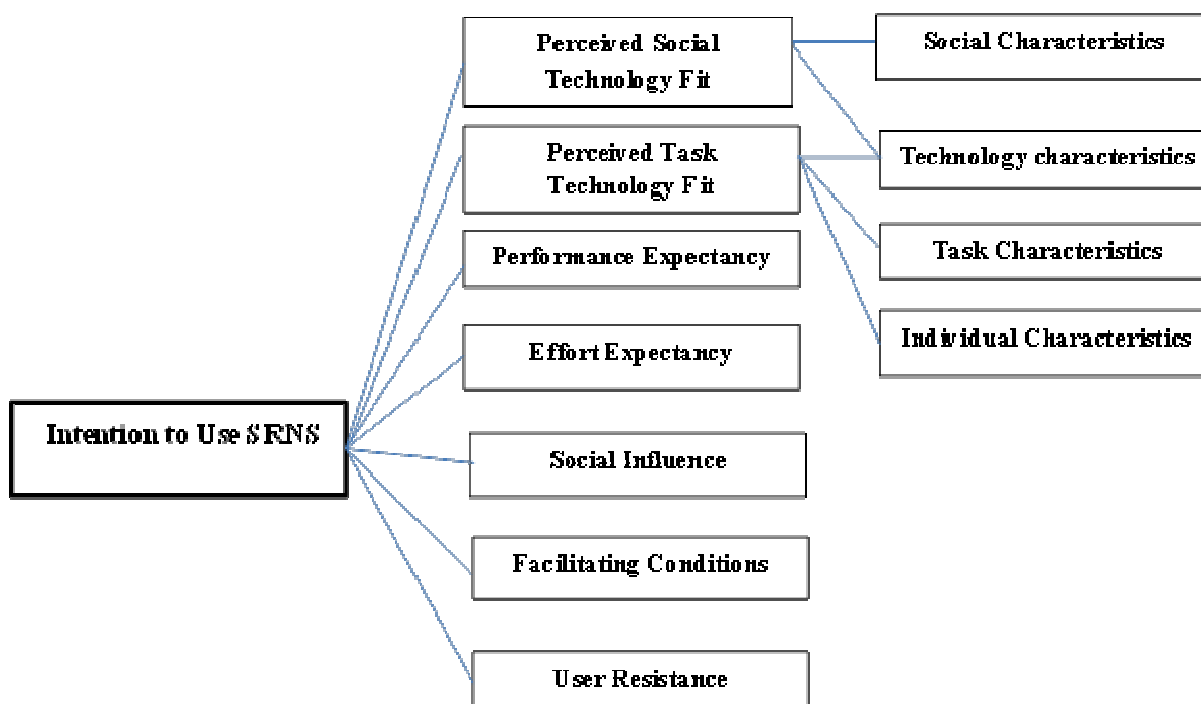 Perceived Social
Technology Fit
Social Characteristics
Perceived Task
Technology Fit
Technology characteristics
Performance Expectancy
Task Characteristics
Effort Expectancy
Individual Characteristics
Intention to Use SRNS
Social Influence
Facilitating Conditions
User Resistance